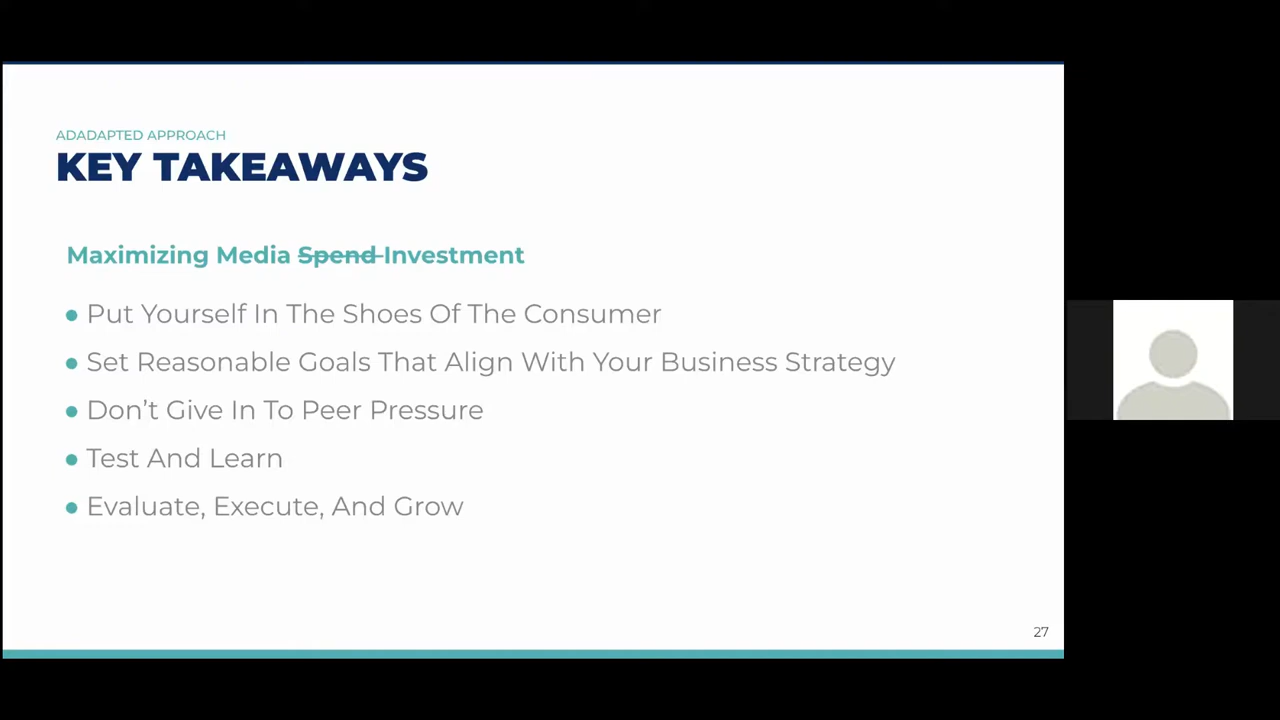 ADADAPTED APPROACH
KEY TAKEAWAYS
Maximizing Media Spend Investment
● Put Yourself In The Shoes Of The Consumer
● Set Reasonable Goals That Align With Your Business Strategy
● Don’t Give In To Peer Pressure
● Test And Learn
● Evaluate, Execute, And Grow
27